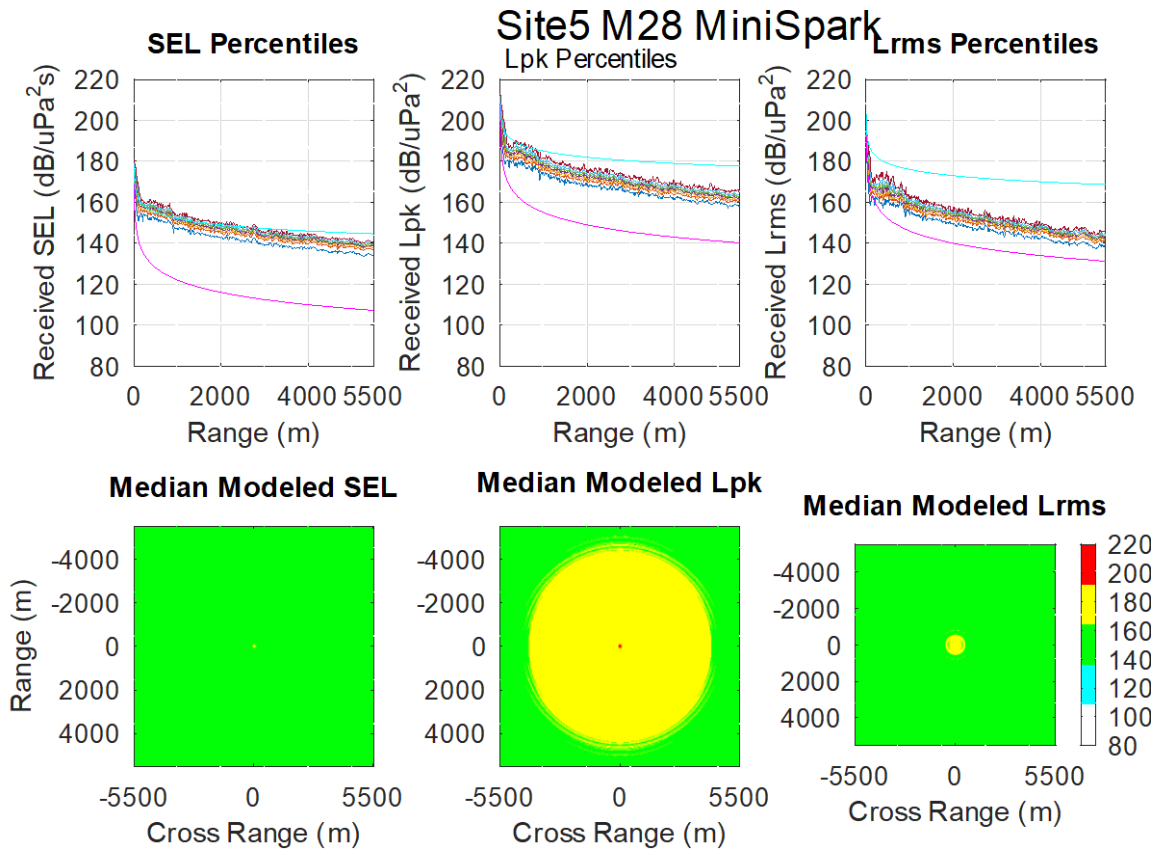 Site5 M28 MiniSpark
SEL Percentiles
Lpk Percentiles
Lrms Percentiles
Received SEL (dB/uPa²s)
220
200
180
160
140
120
100
80
0 2000 4000 5500
Range (m)
Received Lpk (dB/uPa²)
220
200
180
160
140
120
100
80
0 2000 4000 5500
Range (m)
Received Lrms (dB/uPa²)
220
200
180
160
140
120
100
80
0 2000 4000 5500
Range (m)
Median Modeled SEL
Range (m)
-4000
-2000
0
2000
4000
-5500 0 5500
Cross Range (m)
Median Modeled Lpk
-4000
-2000
0
2000
4000
-5500 0 5500
Cross Range (m)
Median Modeled Lrms
-4000
-2000
0
2000
4000
-5500 0 5500
Cross Range (m)
220
200
180
160
140
120
100
80